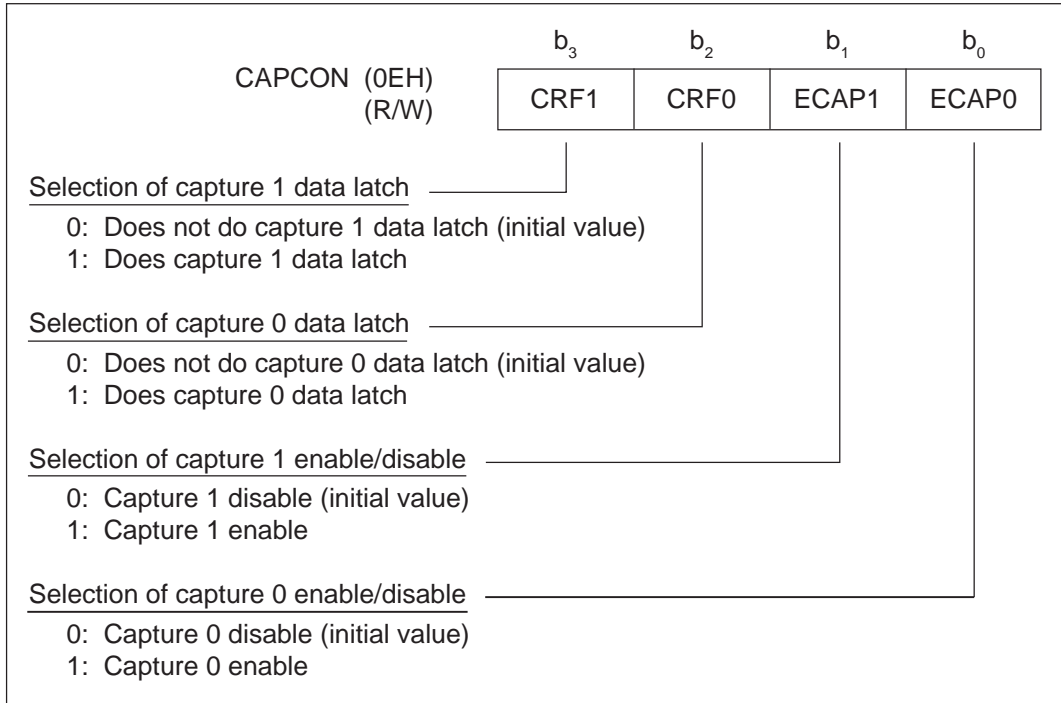 b3 b2 b1 b0
CAPCON (0EH) CRF1 CRF0 ECAP1 ECAP0
(R/W)
Selection of capture 1 data latch
0: Does not do capture 1 data latch (initial value)
1: Does capture 1 data latch
Selection of capture 0 data latch
0: Does not do capture 0 data latch (initial value)
1: Does capture 0 data latch
Selection of capture 1 enable/disable
0: Capture 1 disable (initial value)
1: Capture 1 enable
Selection of capture 0 enable/disable
0: Capture 0 disable (initial value)
1: Capture 0 enable